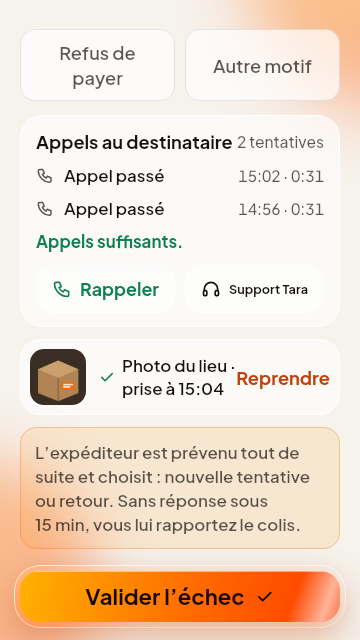 Refus de
payer
Autre motif
Appels au destinataire 2 tentatives
Appel passé 15:02 · 0:31
Appel passé 14:56 · 0:31
Appels suffisants.
Rappeler
Support Tara
Photo du lieu ·
prise à 15:04
Reprendre
L’expéditeur est prévenu tout de
suite et choisit : nouvelle tentative
ou retour. Sans réponse sous
15 min, vous lui rapportez le colis.
Valider l’échec